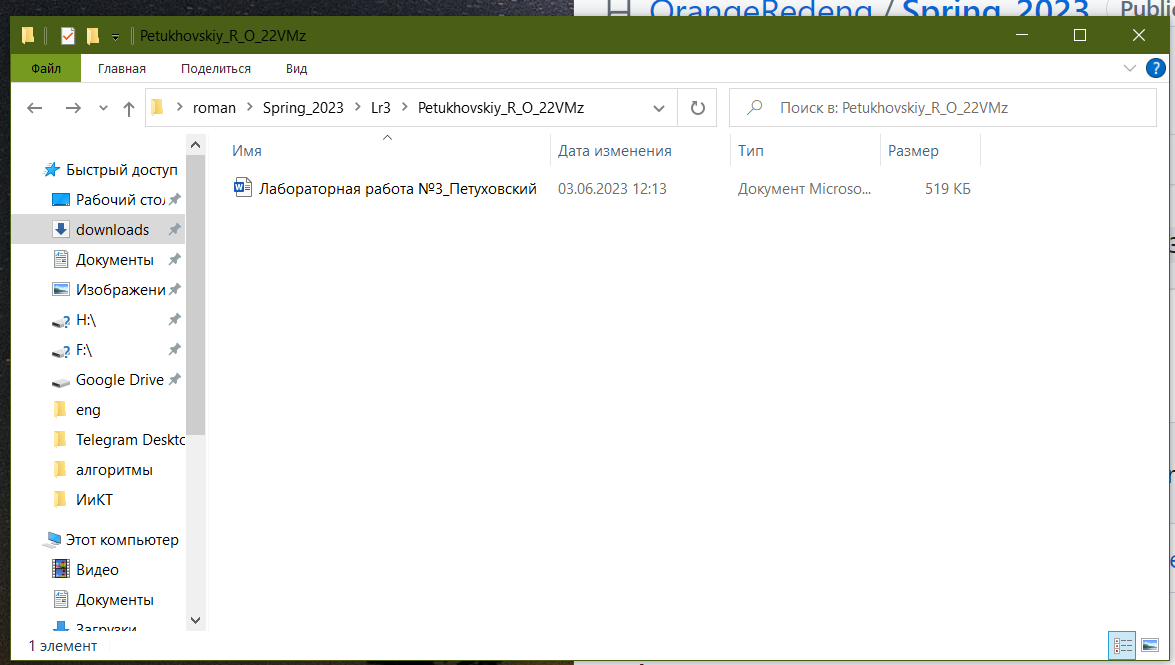 OrangeRedeng / Spring_2023
Petukhovskiy_R_O_22VMz
Файл Главная Поделиться Вид
roman Spring_2023 Lr3 Petukhovskiy_R_O_22VMz Поиск в: Petukhovskiy_R_O_22VMz
Имя Дата изменения Тип Размер
Лабораторная работа №3_Петуховский 03.06.2023 12:13 Документ Microso... 519 КБ
Быстрый доступ
Рабочий стол
downloads
Документы
Изображени
H:\
F:\
Google Drive
eng
Telegram Deskto
алгоритмы
ИиКТ
Этот компьютер
Видео
Документы
Загрузки
1 элемент